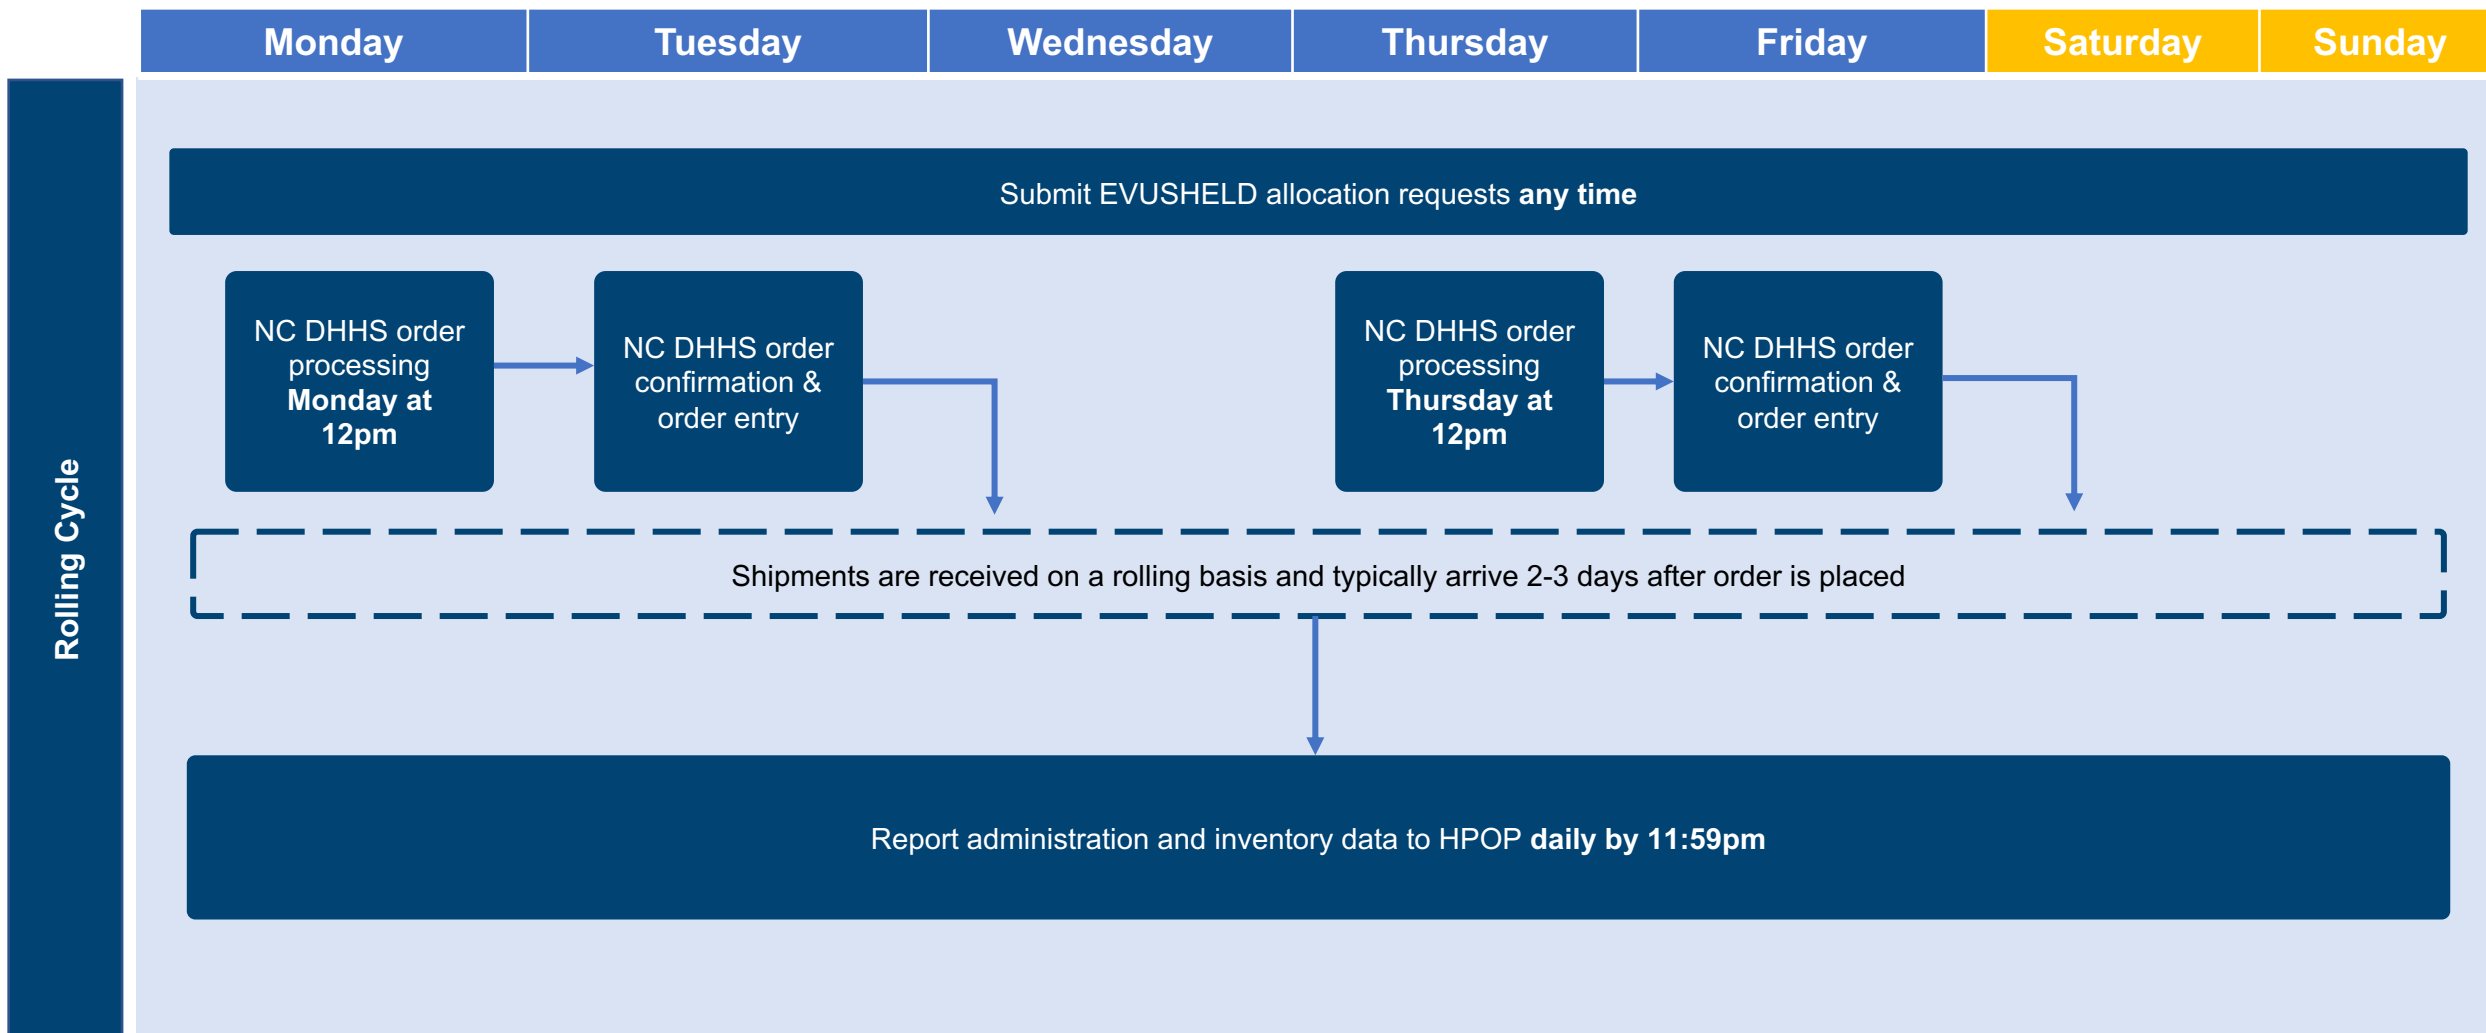 Monday Tuesday Wednesday Thursday Friday Saturday Sunday
Rolling Cycle
Submit EVUSHELD allocation requests any time
NC DHHS order
processing
Monday at
12pm
NC DHHS order
confirmation &
order entry
NC DHHS order
processing
Thursday at
12pm
NC DHHS order
confirmation &
order entry
Shipments are received on a rolling basis and typically arrive 2-3 days after order is placed
Report administration and inventory data to HPOP daily by 11:59pm